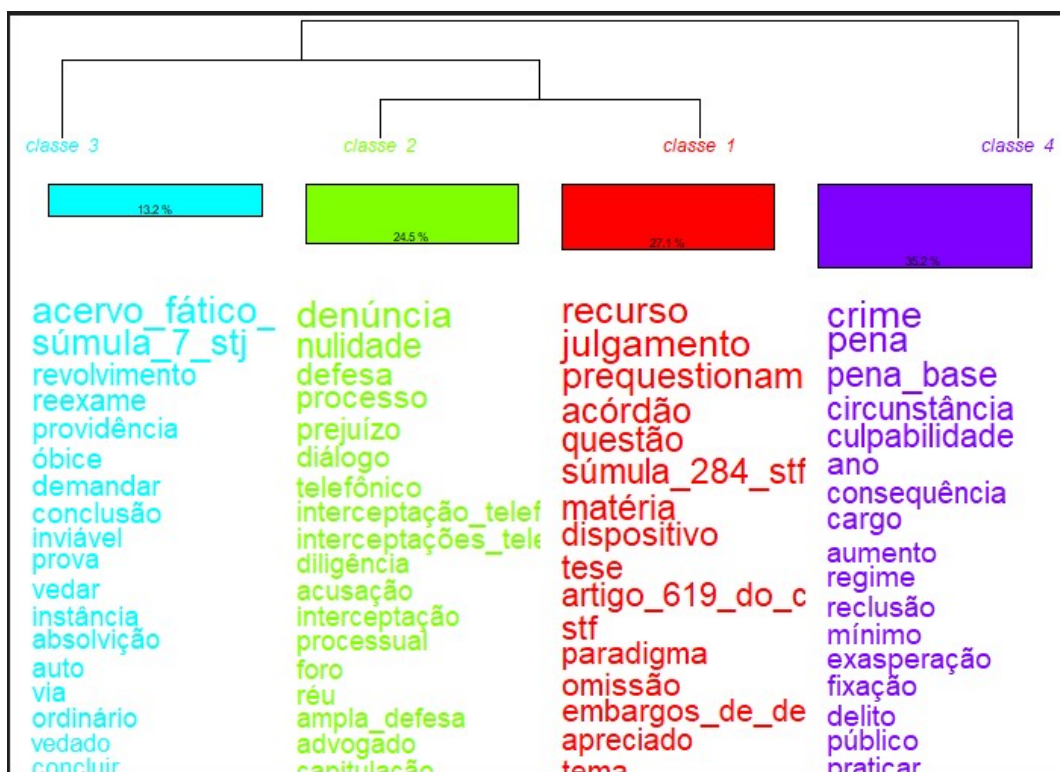 classe 3
classe 2
classe 1
classe 4
13.2 %
24.5 %
27.1 %
35.2 %
acervo_fático_
súmula_7_stj
revolvimento
reexame
providência
óbice
demandar
conclusão
inviável
prova
vedar
instância
absolvição
auto
via
ordinário
vedado
concluir
denúncia
nulidade
defesa
processo
prejuízo
diálogo
telefônico
interceptação_telef
interceptações_tele
diligência
acusação
interceptação
processual
foro
réu
ampla_defesa
advogado
capitulação
recurso
julgamento
prequestionam
acórdão
questão
súmula_284_stf
matéria
dispositivo
tese
artigo_619_do_c
stf
paradigma
omissão
embargos_de_de
apreciado
tema
crime
pena
pena_base
circunstância
culpabilidade
ano
consequência
cargo
aumento
regime
reclusão
mínimo
exasperação
fixação
delito
público
praticar